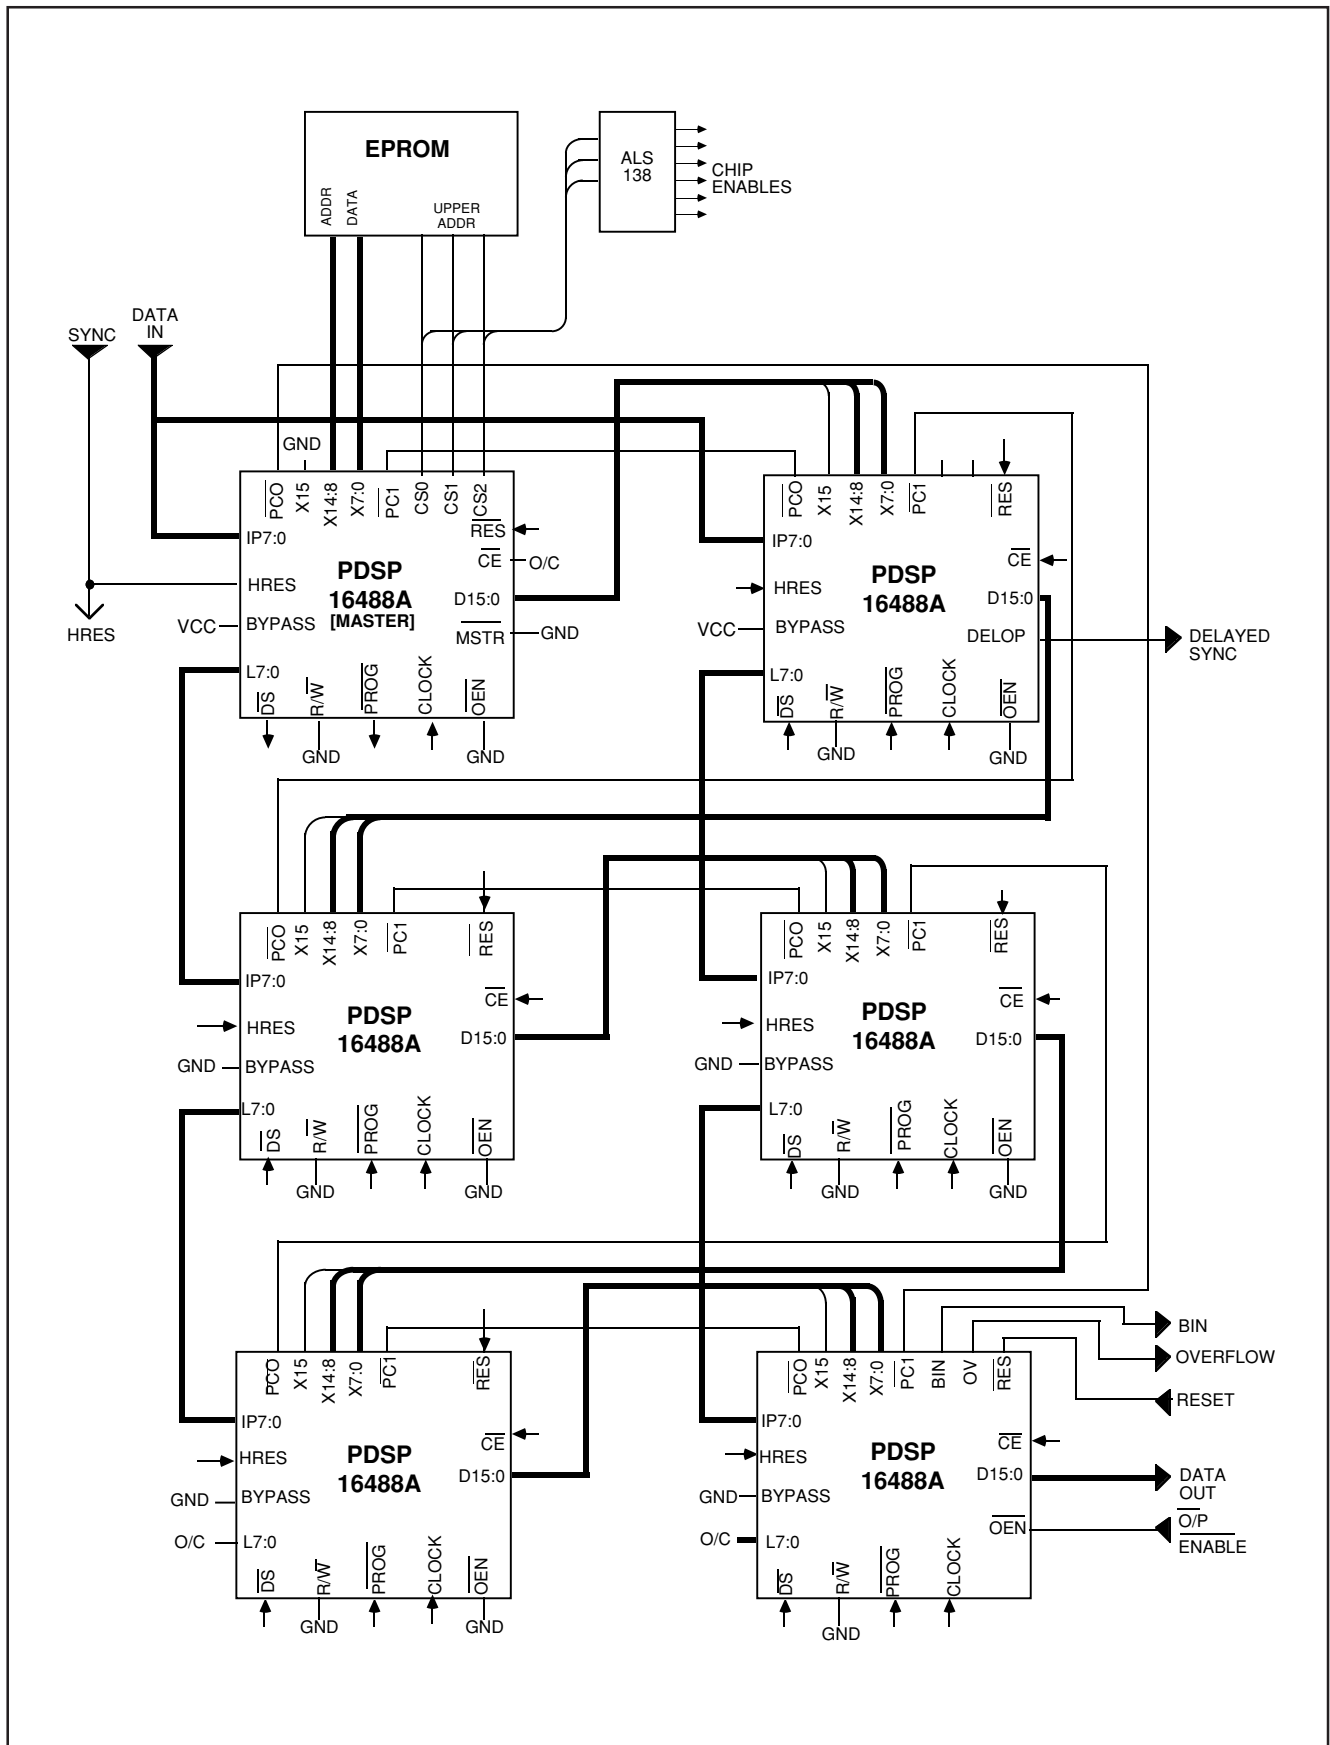 EPROM
ADDR
DATA
UPPER
ADDR
ALS
138
CHIP
ENABLES
SYNC
DATA
IN
HRES
GND
PCO
X15
X14:8
X7:0
PC1
CS0
CS1
CS2
RES
IP7:0
CE
O/C
HRES
PDSP
16488A
[MASTER]
D15:0
VCC
BYPASS
MSTR
GND
L7:0
DS
R/W
PROG
CLOCK
OEN
GND
GND
PCO
X15
X14:8
X7:0
PC1
RES
IP7:0
CE
HRES
PDSP
16488A
D15:0
VCC
BYPASS
DELOP
DELAYED
SYNC
L7:0
DS
R/W
PROG
CLOCK
OEN
GND
GND
PCO
X15
X14:8
X7:0
PC1
RES
IP7:0
CE
HRES
PDSP
16488A
D15:0
GND
BYPASS
L7:0
DS
R/W
PROG
CLOCK
OEN
GND
GND
PCO
X15
X14:8
X7:0
PC1
RES
IP7:0
CE
HRES
PDSP
16488A
D15:0
GND
BYPASS
L7:0
DS
R/W
PROG
CLOCK
OEN
GND
GND
PCO
X15
X14:8
X7:0
PC1
RES
IP7:0
CE
HRES
PDSP
16488A
D15:0
GND
BYPASS
O/C
L7:0
DS
R/W
PROG
CLOCK
OEN
GND
GND
PCO
X15
X14:8
X7:0
PC1
BIN
OV
RES
BIN
OVERFLOW
RESET
IP7:0
CE
HRES
PDSP
16488A
D15:0
DATA
OUT
GND
BYPASS
OEN
O/P
ENABLE
O/C
L7:0
DS
R/W
PROG
CLOCK
GND